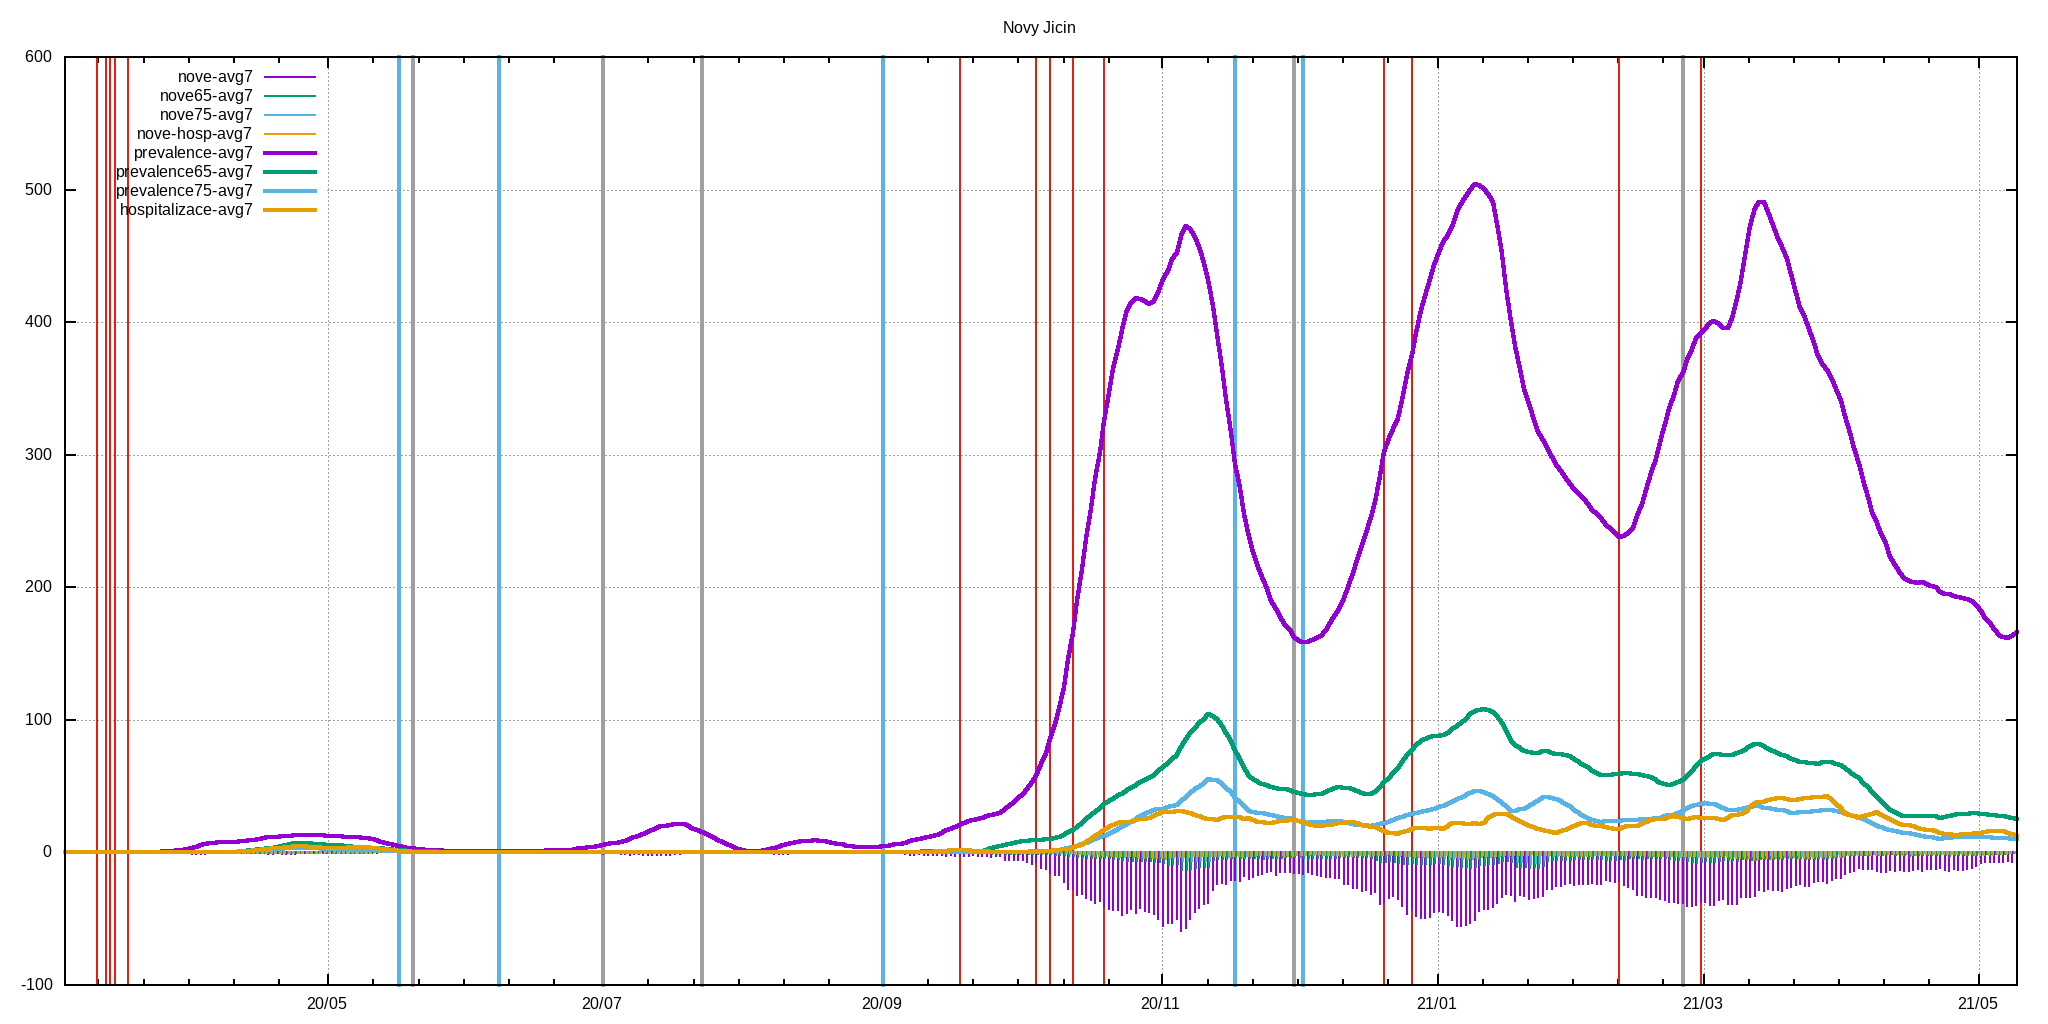 Novy Jicin
600
500
400
300
200
100
0
-100
nove-avg7
nove65-avg7
nove75-avg7
nove-hosp-avg7
prevalence-avg7
prevalence65-avg7
prevalence75-avg7
hospitalizace-avg7
20/05 20/07 20/09 20/11 21/01 21/03 21/05